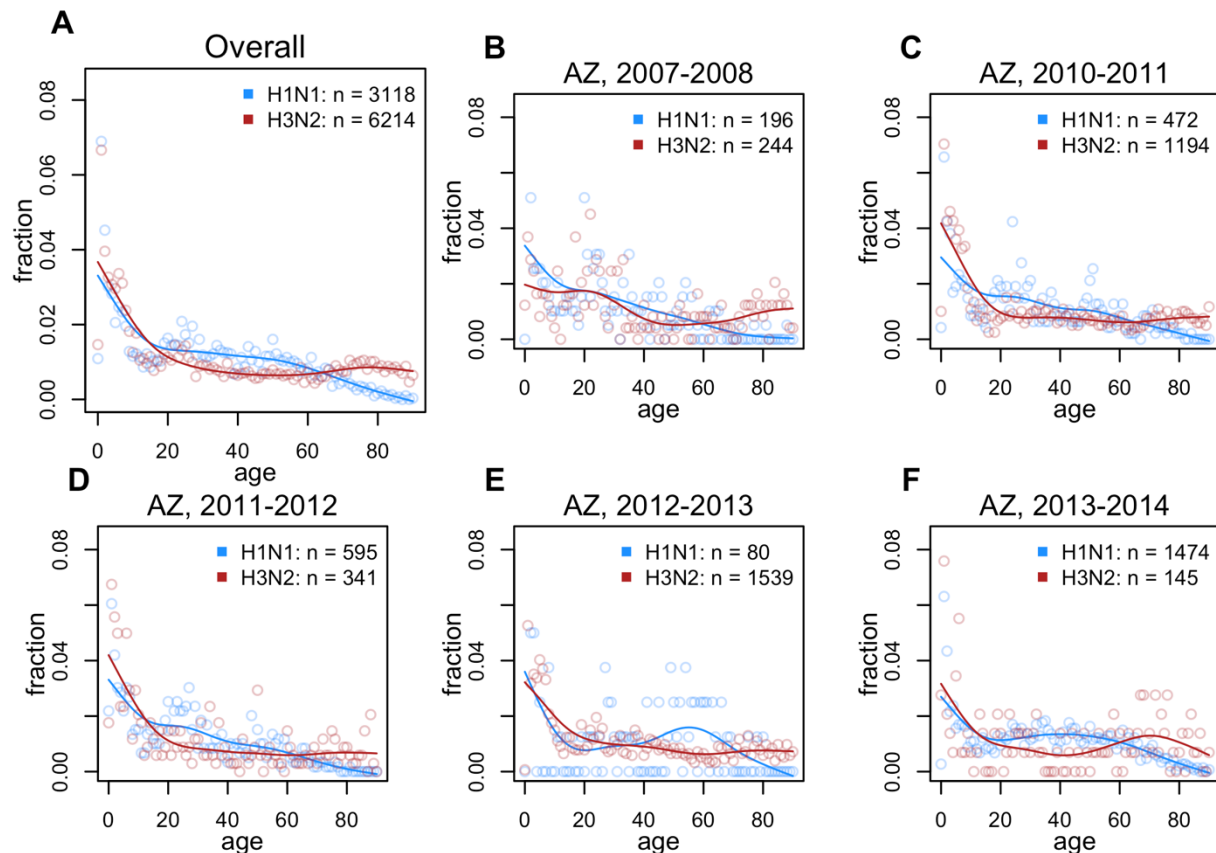 A
Overall
H1N1: n = 3118
H3N2: n = 6214
fraction
0.00
0.02
0.04
0.06
0.08
0 20 40 60 80
age
B
AZ, 2007-2008
H1N1: n = 196
H3N2: n = 244
fraction
0.00
0.04
0.08
0 20 40 60 80
age
C
AZ, 2010-2011
H1N1: n = 472
H3N2: n = 1194
fraction
0.00
0.04
0.08
0 20 40 60 80
age
D
AZ, 2011-2012
H1N1: n = 595
H3N2: n = 341
fraction
0.00
0.04
0.08
0 20 40 60 80
age
E
AZ, 2012-2013
H1N1: n = 80
H3N2: n = 1539
fraction
0.00
0.04
0.08
0 20 40 60 80
age
F
AZ, 2013-2014
H1N1: n = 1474
H3N2: n = 145
fraction
0.00
0.04
0.08
0 20 40 60 80
age